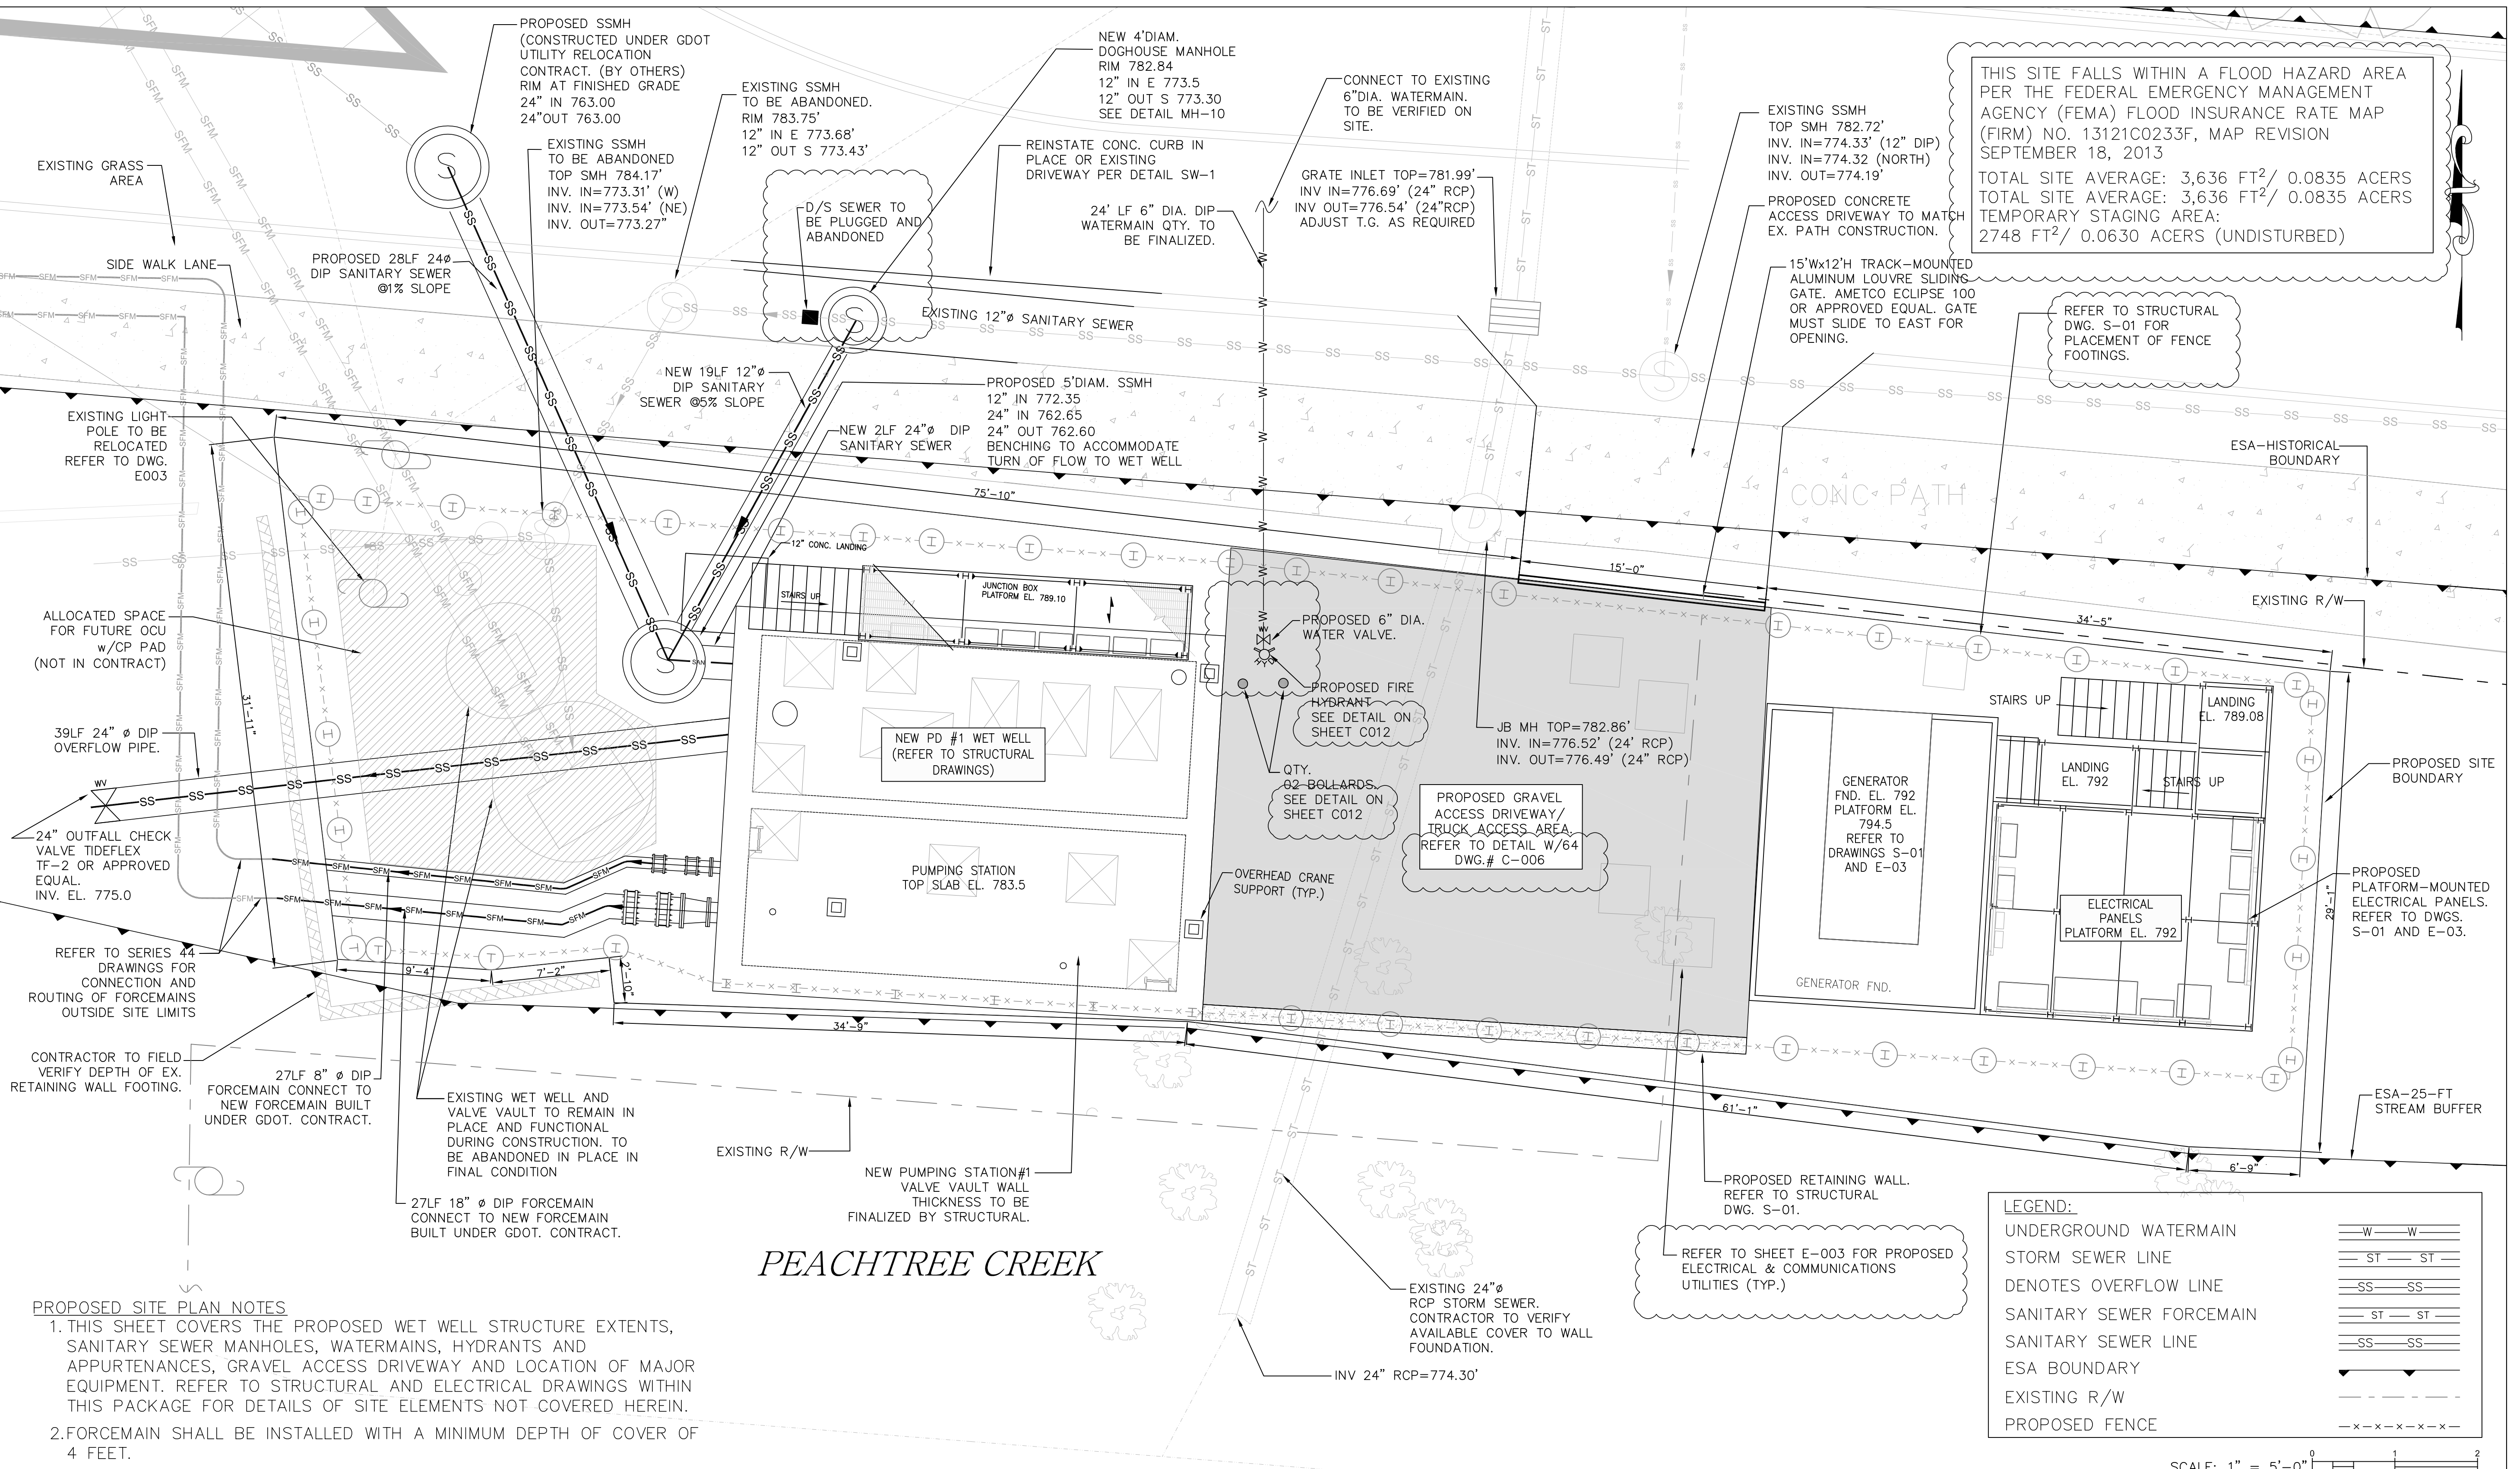 PROPOSED SSMH
(CONSTRUCTED UNDER GDOT
UTILITY RELOCATION
CONTRACT. (BY OTHERS)
RIM AT FINISHED GRADE
24" IN 763.00
24"OUT 763.00
EXISTING SSMH
TO BE ABANDONED
TOP SMH 784.17'
INV. IN=773.31' (W)
INV. IN=773.54' (NE)
INV. OUT=773.27"
EXISTING SSMH
TO BE ABANDONED.
RIM 783.75'
12" IN E 773.68'
12" OUT S 773.43'
NEW 4'DIAM.
DOGHOUSE MANHOLE
RIM 782.84
12" IN E 773.5
12" OUT S 773.30
SEE DETAIL MH-10
REINSTATE CONC. CURB IN
PLACE OR EXISTING
DRIVEWAY PER DETAIL SW-1
D/S SEWER TO
BE PLUGGED AND
ABANDONED
CONNECT TO EXISTING
6"DIA. WATERMAIN.
TO BE VERIFIED ON
SITE.
24' LF 6" DIA. DIP
WATERMAIN QTY. TO
BE FINALIZED.
GRATE INLET TOP=781.99'
INV IN=776.69' (24" RCP)
INV OUT=776.54' (24"RCP)
ADJUST T.G. AS REQUIRED
EXISTING SSMH
TOP SMH 782.72'
INV. IN=774.33' (12" DIP)
INV. IN=774.32 (NORTH)
INV. OUT=774.19'
PROPOSED CONCRETE
ACCESS DRIVEWAY TO MATCH
EX. PATH CONSTRUCTION.
15'Wx12'H TRACK-MOUNTED
ALUMINUM LOUVRE SLIDING
GATE. AMETCO ECLIPSE 100
OR APPROVED EQUAL. GATE
MUST SLIDE TO EAST FOR
OPENING.
THIS SITE FALLS WITHIN A FLOOD HAZARD AREA
PER THE FEDERAL EMERGENCY MANAGEMENT
AGENCY (FEMA) FLOOD INSURANCE RATE MAP
(FIRM) NO. 13121C0233F, MAP REVISION
SEPTEMBER 18, 2013
TOTAL SITE AVERAGE: 3,636 FT²/ 0.0835 ACERS
TOTAL SITE AVERAGE: 3,636 FT²/ 0.0835 ACERS
TEMPORARY STAGING AREA:
2748 FT²/ 0.0630 ACERS (UNDISTURBED)
REFER TO STRUCTURAL
DWG. S-01 FOR
PLACEMENT OF FENCE
FOOTINGS.
EXISTING GRASS
AREA
SIDE WALK LANE
PROPOSED 28LF 24ø
DIP SANITARY SEWER
@1% SLOPE
EXISTING 12"ø SANITARY SEWER
NEW 19LF 12"ø
DIP SANITARY
SEWER @5% SLOPE
PROPOSED 5'DIAM. SSMH
12" IN 772.35
24" IN 762.65
24" OUT 762.60
BENCHING TO ACCOMMODATE
TURN OF FLOW TO WET WELL
NEW 2LF 24"ø DIP
SANITARY SEWER
EXISTING LIGHT
POLE TO BE
RELOCATED
REFER TO DWG.
E003
ESA-HISTORICAL
BOUNDARY
CONC PATH
75'-10"
15'-0"
34'-5"
EXISTING R/W
12" CONC. LANDING
STAIRS UP
JUNCTION BOX
PLATFORM EL. 789.10
ALLOCATED SPACE
FOR FUTURE OCU
w/CP PAD
(NOT IN CONTRACT)
31'-11"
SAN
PROPOSED 6" DIA.
WATER VALVE.
WV
PROPOSED FIRE
HYDRANT
SEE DETAIL ON
SHEET C012
QTY.
02 BOLLARDS.
SEE DETAIL ON
SHEET C012
JB MH TOP=782.86'
INV. IN=776.52' (24' RCP)
INV. OUT=776.49' (24" RCP)
NEW PD #1 WET WELL
(REFER TO STRUCTURAL
DRAWINGS)
PROPOSED GRAVEL
ACCESS DRIVEWAY/
TRUCK ACCESS AREA.
REFER TO DETAIL W/64
DWG.# C-006
STAIRS UP
LANDING
EL. 789.08
LANDING
EL. 792
STAIRS UP
GENERATOR
FND. EL. 792
PLATFORM EL.
794.5
REFER TO
DRAWINGS S-01
AND E-03
GENERATOR FND.
ELECTRICAL
PANELS
PLATFORM EL. 792
PROPOSED SITE
BOUNDARY
PROPOSED
PLATFORM-MOUNTED
ELECTRICAL PANELS.
REFER TO DWGS.
S-01 AND E-03.
29'-1"
39LF 24" ø DIP
OVERFLOW PIPE.
WV
24" OUTFALL CHECK
VALVE TIDEFLEX
TF-2 OR APPROVED
EQUAL.
INV. EL. 775.0
PUMPING STATION
TOP SLAB EL. 783.5
OVERHEAD CRANE
SUPPORT (TYP.)
REFER TO SERIES 44
DRAWINGS FOR
CONNECTION AND
ROUTING OF FORCEMAINS
OUTSIDE SITE LIMITS
9'-4"
7'-2"
2'-10"
34'-9"
61'-1"
6'-9"
CONTRACTOR TO FIELD
VERIFY DEPTH OF EX.
RETAINING WALL FOOTING.
27LF 8" ø DIP
FORCEMAIN CONNECT TO
NEW FORCEMAIN BUILT
UNDER GDOT. CONTRACT.
EXISTING WET WELL AND
VALVE VAULT TO REMAIN IN
PLACE AND FUNCTIONAL
DURING CONSTRUCTION. TO
BE ABANDONED IN PLACE IN
FINAL CONDITION
27LF 18" ø DIP FORCEMAIN
CONNECT TO NEW FORCEMAIN
BUILT UNDER GDOT. CONTRACT.
EXISTING R/W
NEW PUMPING STATION#1
VALVE VAULT WALL
THICKNESS TO BE
FINALIZED BY STRUCTURAL.
ESA-25-FT
STREAM BUFFER
PROPOSED RETAINING WALL.
REFER TO STRUCTURAL
DWG. S-01.
REFER TO SHEET E-003 FOR PROPOSED
ELECTRICAL & COMMUNICATIONS
UTILITIES (TYP.)
PEACHTREE CREEK
EXISTING 24"ø
RCP STORM SEWER.
CONTRACTOR TO VERIFY
AVAILABLE COVER TO WALL
FOUNDATION.
INV 24" RCP=774.30'
PROPOSED SITE PLAN NOTES
1. THIS SHEET COVERS THE PROPOSED WET WELL STRUCTURE EXTENTS,
SANITARY SEWER MANHOLES, WATERMAINS, HYDRANTS AND
APPURTENANCES, GRAVEL ACCESS DRIVEWAY AND LOCATION OF MAJOR
EQUIPMENT. REFER TO STRUCTURAL AND ELECTRICAL DRAWINGS WITHIN
THIS PACKAGE FOR DETAILS OF SITE ELEMENTS NOT COVERED HEREIN.
2.FORCEMAIN SHALL BE INSTALLED WITH A MINIMUM DEPTH OF COVER OF
4 FEET.
LEGEND:
UNDERGROUND WATERMAIN W W
STORM SEWER LINE ST ST
DENOTES OVERFLOW LINE SS SS
SANITARY SEWER FORCEMAIN ST ST
SANITARY SEWER LINE SS SS
ESA BOUNDARY
EXISTING R/W
PROPOSED FENCE
SCALE: 1" = 5'-0" 0 1 2